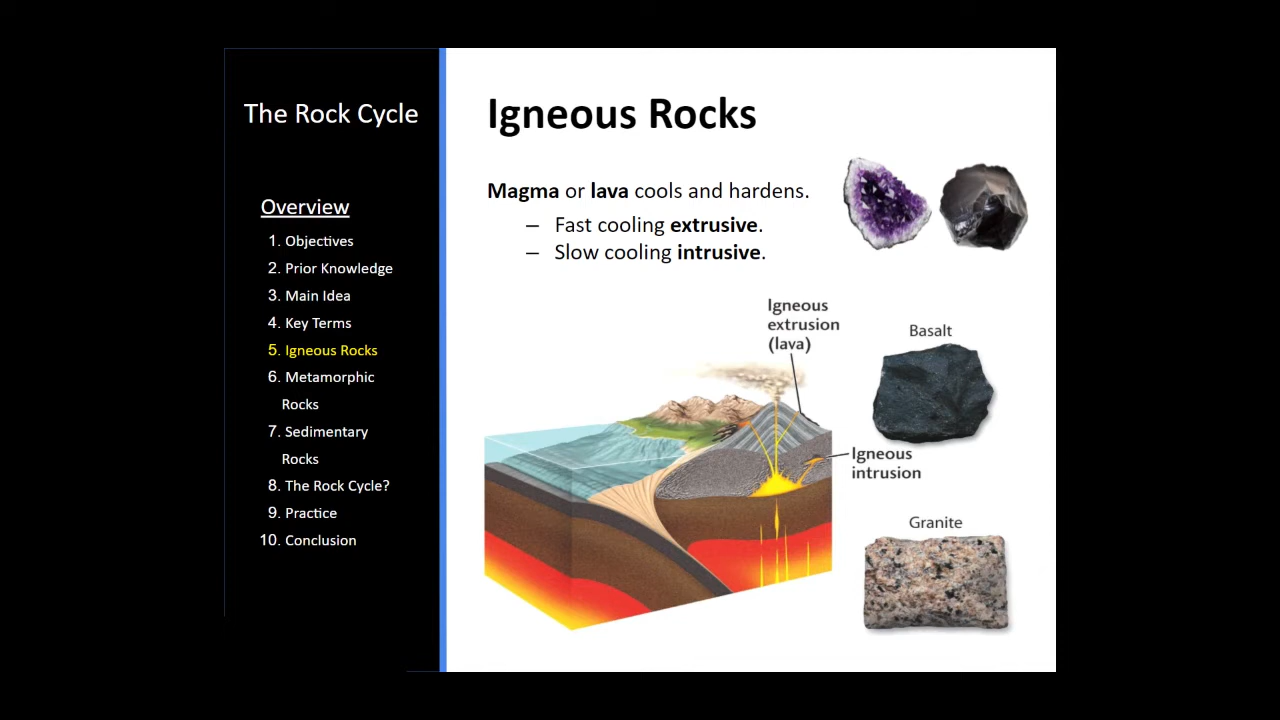 The Rock Cycle
Overview
1. Objectives
2. Prior Knowledge
3. Main Idea
4. Key Terms
5. Igneous Rocks
6. Metamorphic
Rocks
7. Sedimentary
Rocks
8. The Rock Cycle?
9. Practice
10. Conclusion
Igneous Rocks
Magma or lava cools and hardens.
– Fast cooling extrusive.
– Slow cooling intrusive.
Igneous
extrusion
(lava)
Basalt
Igneous
intrusion
Granite